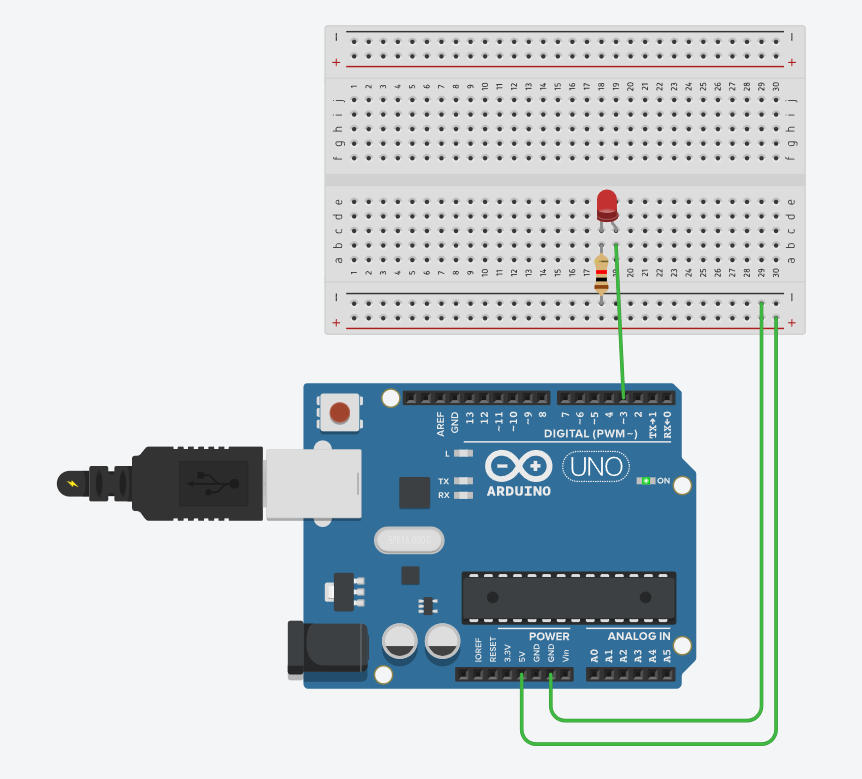 − −
+ +
1 2 3 4 5 6 7 8 9 10 11 12 13 14 15 16 17 18 19 20 21 22 23 24 25 26 27 28 29 30
j j
i i
h h
g g
f f
e e
d d
c c
b b
a a
1 2 3 4 5 6 7 8 9 10 11 12 13 14 15 16 17 19 20 21 22 23 24 25 26 27 28 29 30
− −
+ +
AREF GND 13 12 ~11 ~10 ~9 8 7 ~6 ~5 4 ~3 2 TX→1 RX←0
DIGITAL (PWM~)
L
TX
RX
UNO
ARDUINO
ON
POWER ANALOG IN
IOREF RESET 3.3V 5V GND GND Vin A0 A1 A2 A3 A4 A5